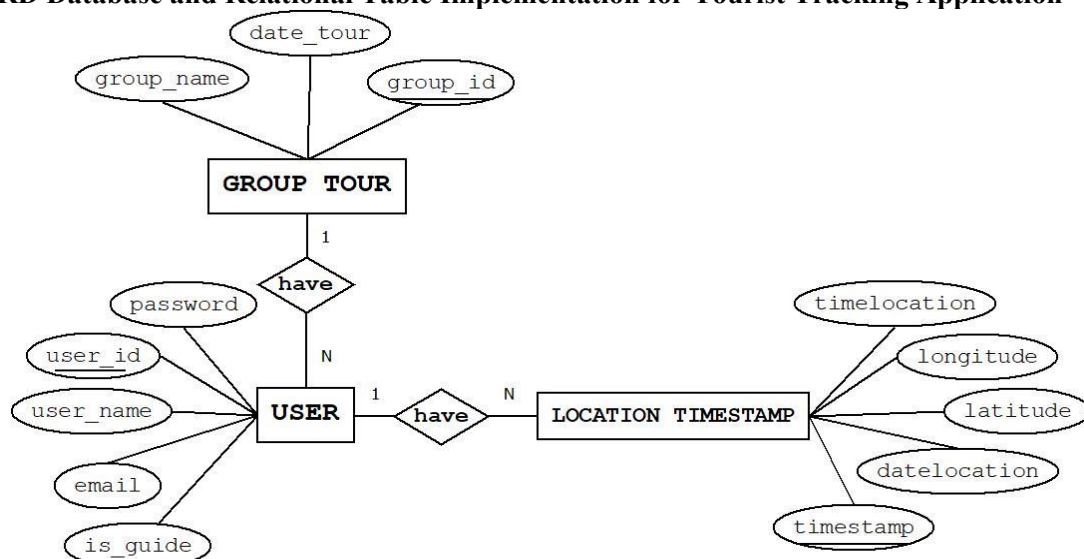 RD Database and Relational Table Implementation for Tourist Tracking Application
date_tour
group_name
group_id
GROUP TOUR
1
have
N
password
user_id
user_name
email
is_guide
USER
1
have
N
LOCATION TIMESTAMP
timelocation
longitude
latitude
datelocation
timestamp